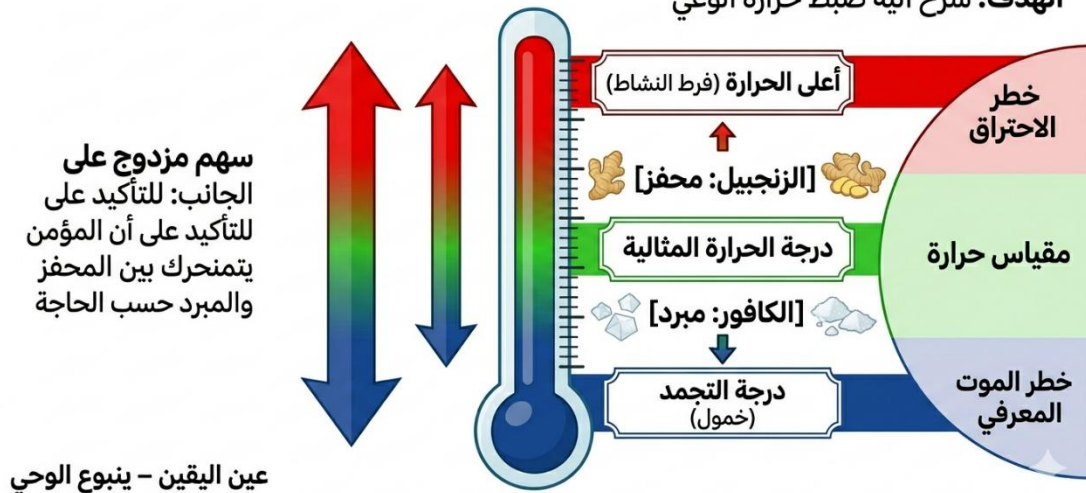 الهدف: شرح آلية ضبط حرارة الوعي
أعلى الحرارة (فرط النشاط)
خطر
الاحتراق
[الزنجبيل: محفز]
سهم مزدوج على
الجانب: للتأكيد على
للتأكيد على أن المؤمن
يتمنحرك بين المحفز
والمبرد حسب الحاجة
درجة الحرارة المثالية
مقياس حرارة
[الكافور: مبرد]
درجة التجمد
(خمول)
خطر الموت
المعرفي
عين اليقين – ينبوع الوحي